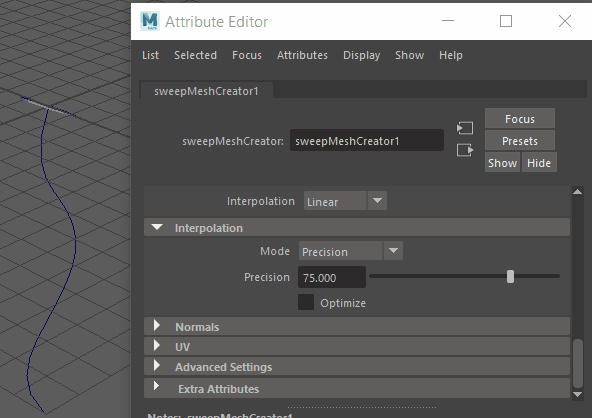 Attribute Editor
List Selected Focus Attributes Display Show Help
sweepMeshCreator1
Focus
sweepMeshCreator: sweepMeshCreator1
Presets
Show Hide
Interpolation Linear
Interpolation
Mode Precision
Precision 75.000
Optimize
Normals
UV
Advanced Settings
Extra Attributes
Notes: sweepMeshCreator1